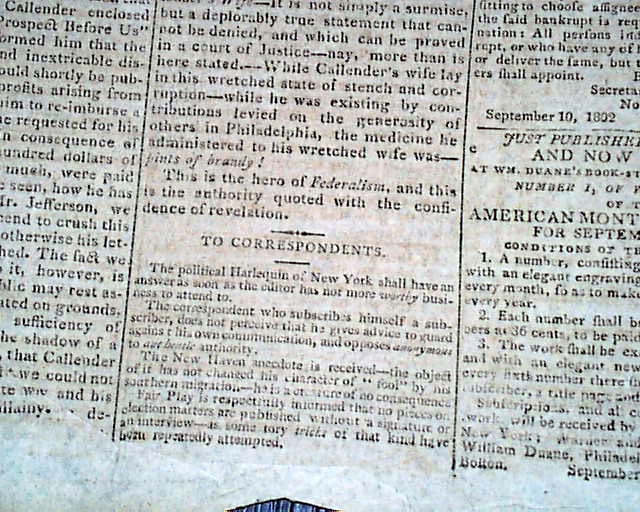 Callender enclosed
Prospect Before Us"
ormed him that the
nd inextricable dis-
ould shortly be pub-
profits arising from
im to re-imburse a
e requested for his
n consequence of
undred dollars of
much, were paid
e seen, how he has
Mr. Jefferson, we
tend to crush this
otherwise his let-
hed. The fact we
it, however, is
blic may rest as-
ated on grounds,
sufficiency of
the shadow of a
that Callender
we could not
te ww and his
illainy. de-
It is not simply a surmise
but a deplorably true statement that can-
not be denied, and which can be proved
in a court of Justice—nay, more than is
here stated.—While Callender's wife lay
in this wretched state of stench and cor-
ruption—while he was existing by con-
tributions levied on the generosity of
others in Philadelphia, the medicine he
administered to his wretched wife was—
pints of brandy!
This is the hero of Federalism, and this
is the authority quoted with the confi-
dence of revelation.
TO CORRESPONDENTS.
The political Harlequin of New York shall have an
answer as soon as the editor has not more worthy busi-
ness to attend to.
The correspondent who subscribes himself a sub-
scriber, does not perceive that he gives advice to guard
against his own communication, and opposes anonymous
to authentic authority.
The New Haven anecdote is received—the object
of it has not changed his character of "fool" by his
southern migration—he is a creature of no consequence
Fair Play is respectfully informed that no pieces on
election matters are published without a signature or
an interview—as some tory tricks of that kind have
been repeatedly attempted.
fitting to choose assignee
the said bankrupt is req
nation: All persons ind
rupt, or who have any of
or deliver the same, but t
ers shall appoint.
Secreta
No
September 10, 1802
JUST PUBLISHE
AND NOW
AT WM. DUANE'S BOOK-ST
NUMBER I, OF
OF T
AMERICAN MONT
FOR SEPTEM
CONDITIONS OF TH
1. A number, consisting
with an elegant engraving
every month, so as to make
every year.
2. Each number shall
bers at 36 cents, to be paid
3. The work shall be ex
and with an elegant new
every sixth number there
subscriber, a title page and
Subscriptions, and all
work, will be received by
New York; Warner and
William Duane, Philadel
Boston.
September